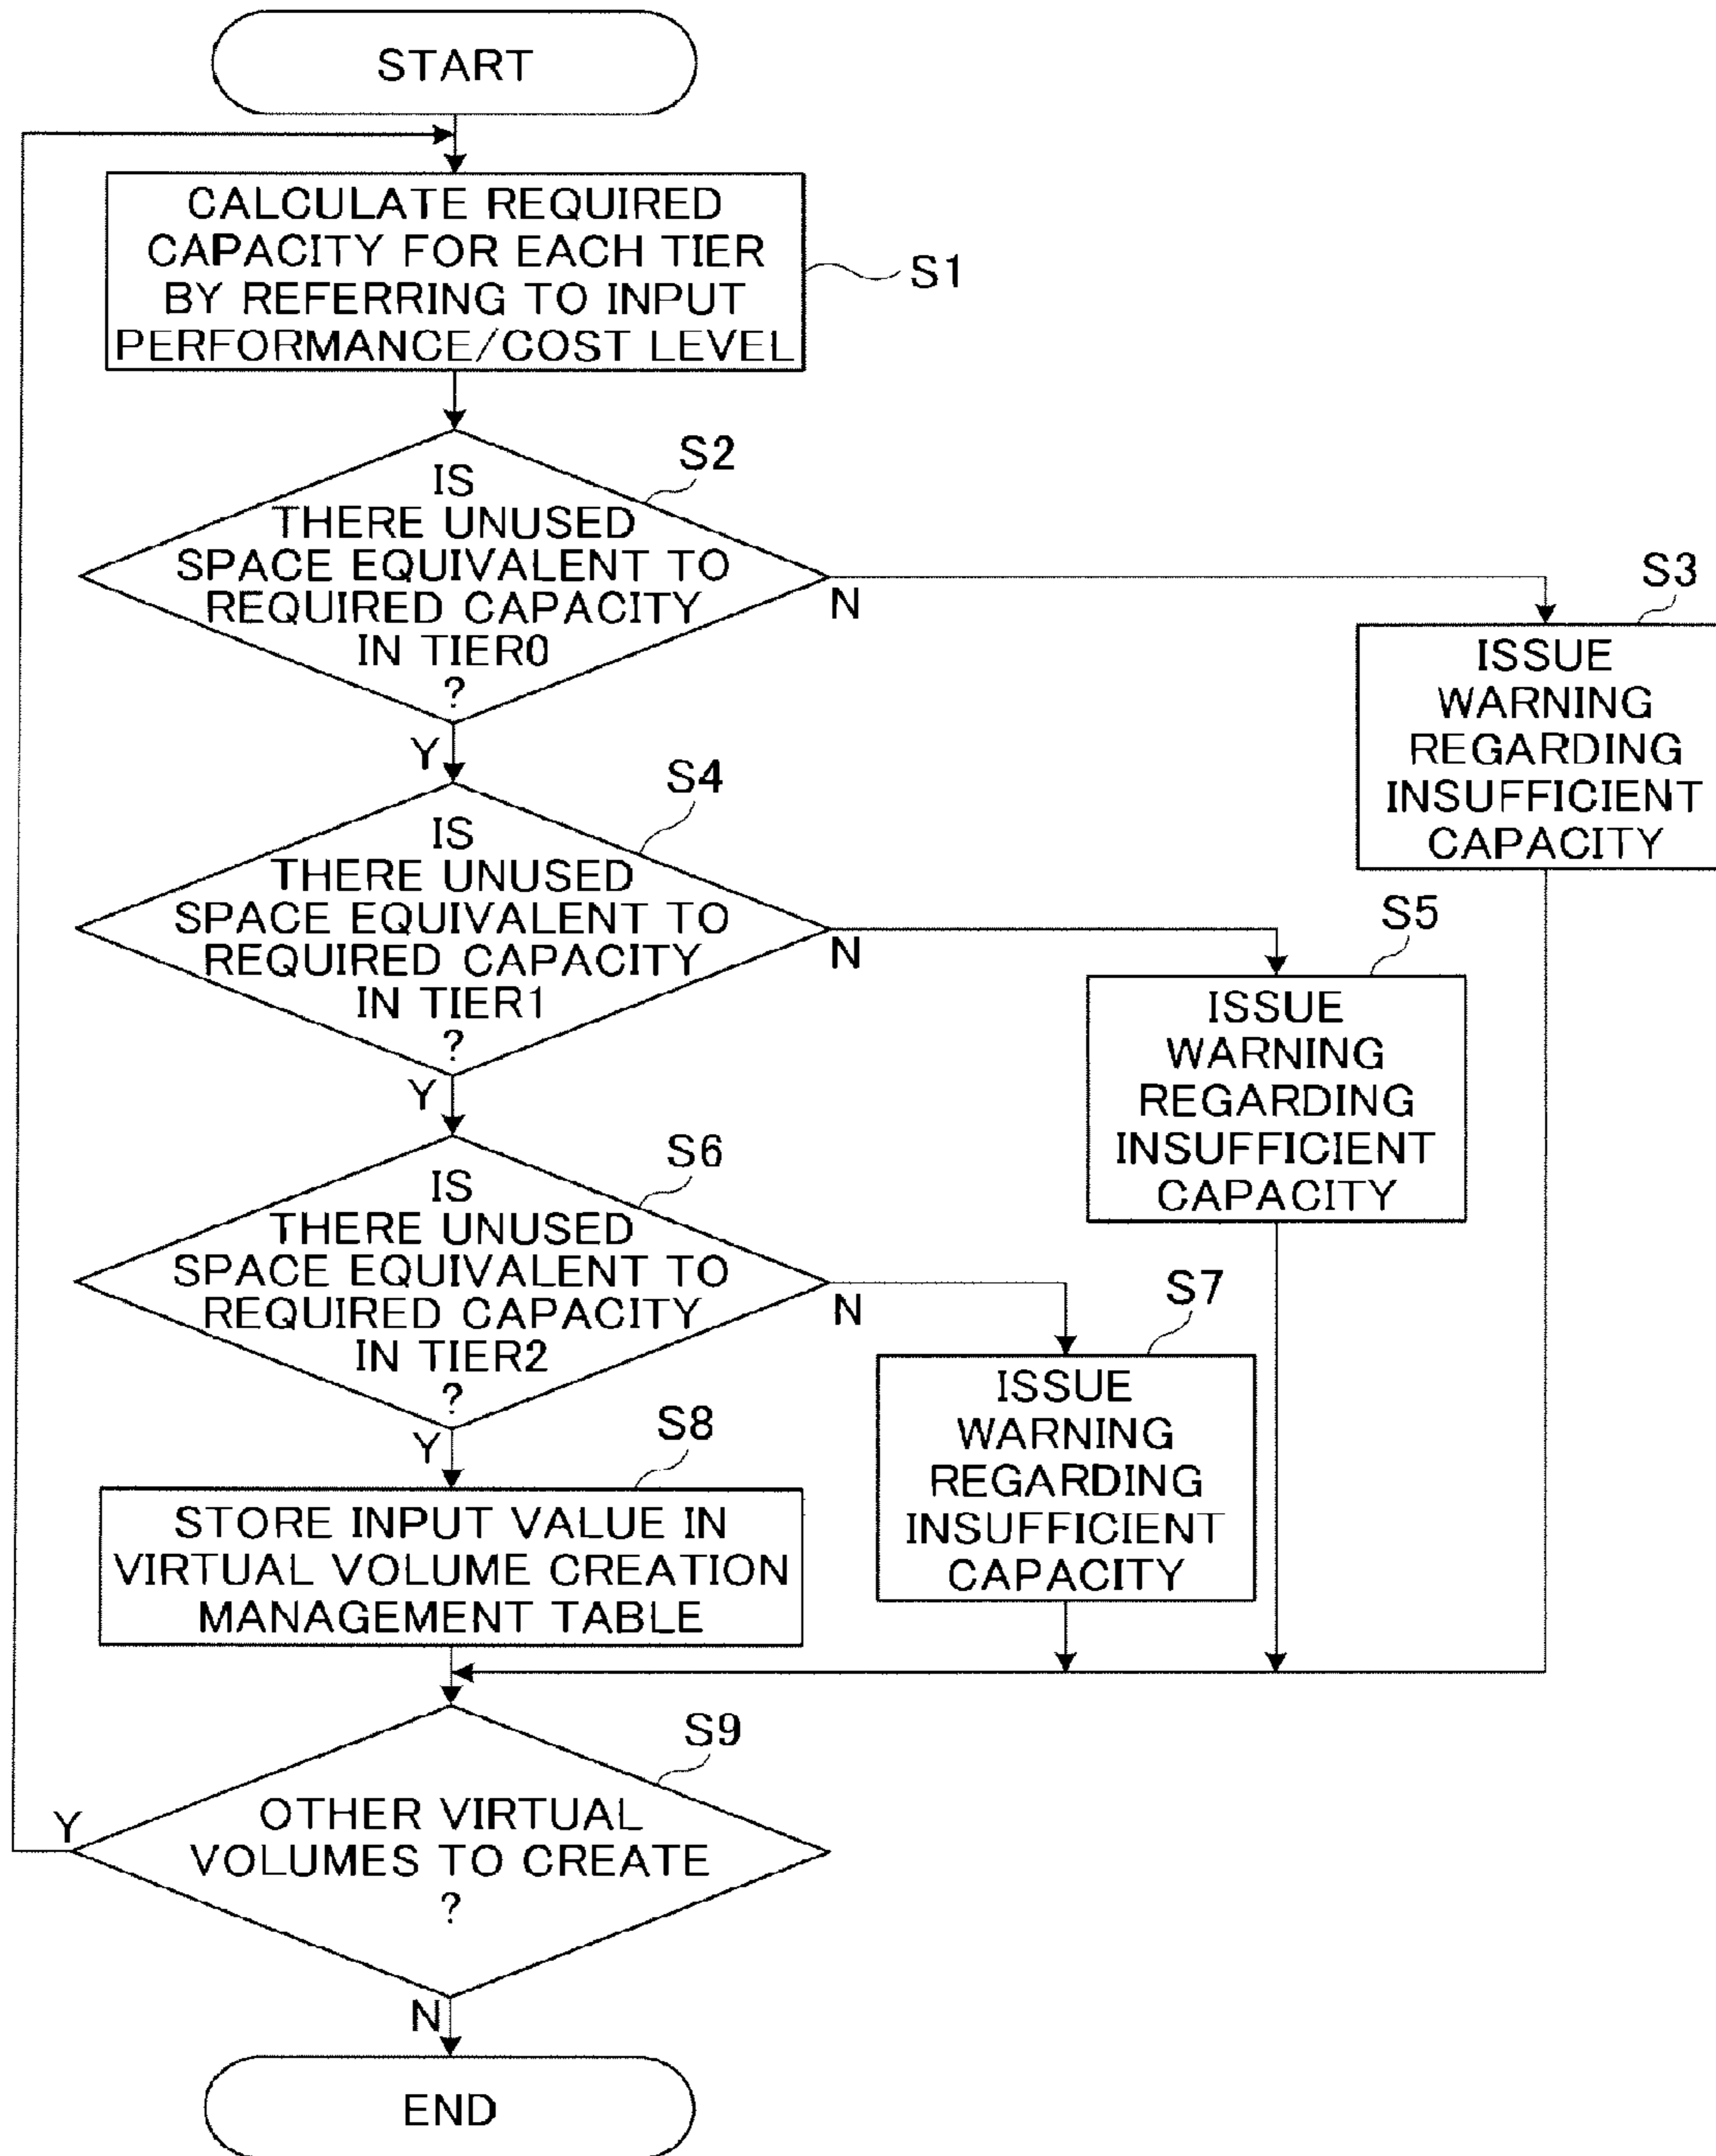 START
CALCULATE REQUIRED
CAPACITY FOR EACH TIER
BY REFERRING TO INPUT
PERFORMANCE/COST LEVEL
S1
S2
IS
THERE UNUSED
SPACE EQUIVALENT TO
REQUIRED CAPACITY
IN TIER0
?
N
Y
S3
ISSUE
WARNING
REGARDING
INSUFFICIENT
CAPACITY
S4
IS
THERE UNUSED
SPACE EQUIVALENT TO
REQUIRED CAPACITY
IN TIER1
?
N
Y
S5
ISSUE
WARNING
REGARDING
INSUFFICIENT
CAPACITY
S6
IS
THERE UNUSED
SPACE EQUIVALENT TO
REQUIRED CAPACITY
IN TIER2
?
N
Y
S7
ISSUE
WARNING
REGARDING
INSUFFICIENT
CAPACITY
S8
STORE INPUT VALUE IN
VIRTUAL VOLUME CREATION
MANAGEMENT TABLE
S9
OTHER VIRTUAL
VOLUMES TO CREATE
?
Y
N
END